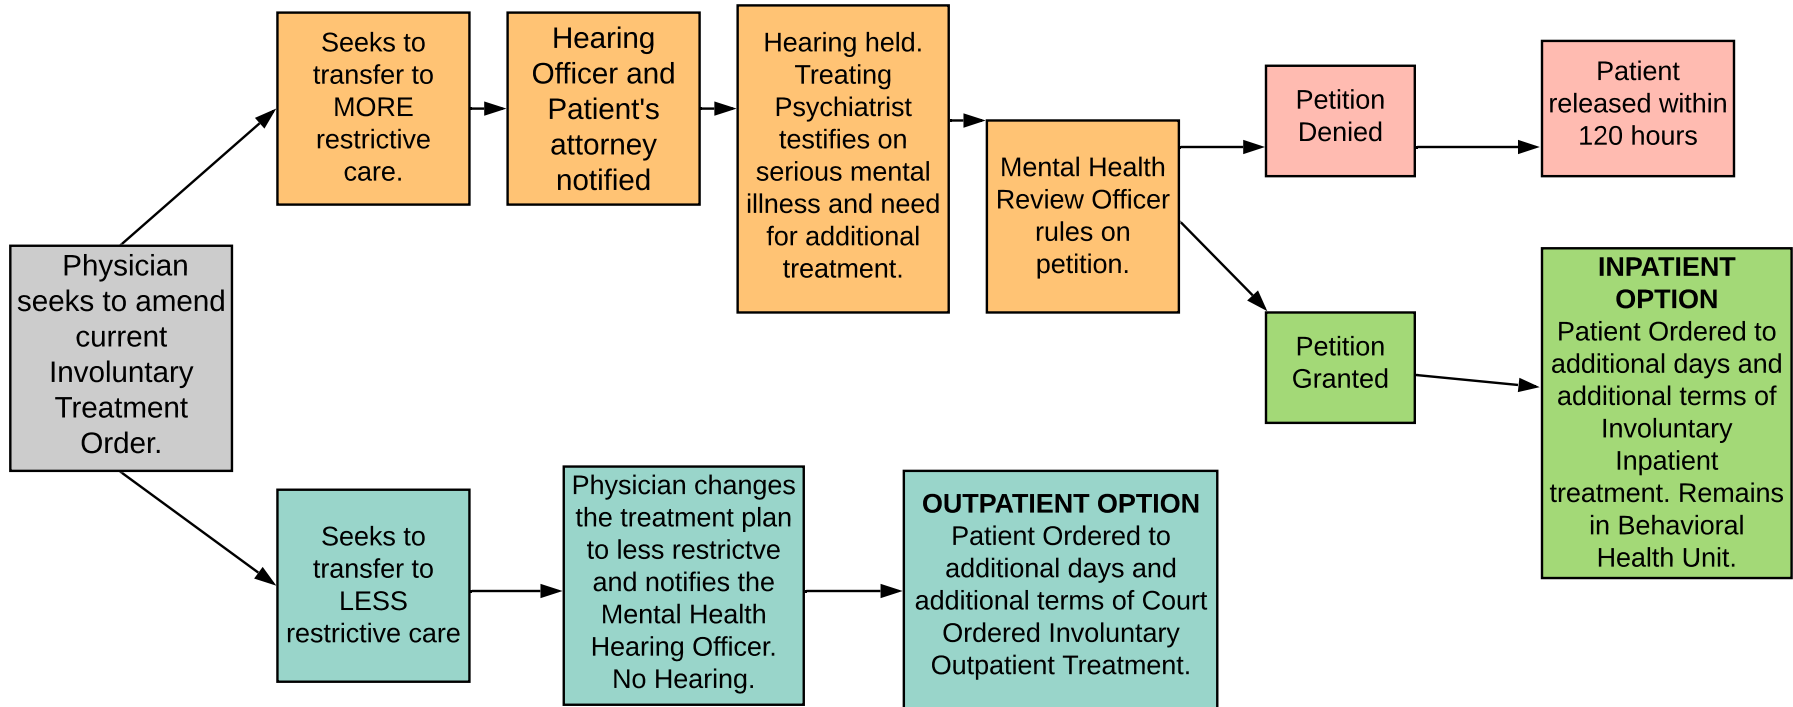 Physician
seeks to amend
current
Involuntary
Treatment
Order.
Seeks to
transfer to
MORE
restrictive
care.
Hearing
Officer and
Patient's
attorney
notified
Hearing held.
Treating
Psychiatrist
testifies on
serious mental
illness and need
for additional
treatment.
Mental Health
Review Officer
rules on
petition.
Petition
Denied
Patient
released within
120 hours
Petition
Granted
INPATIENT
OPTION
Patient Ordered to
additional days and
additional terms of
Involuntary
Inpatient
treatment. Remains
in Behavioral
Health Unit.
Seeks to
transfer to
LESS
restrictive care
Physician changes
the treatment plan
to less restrictve
and notifies the
Mental Health
Hearing Officer.
No Hearing.
OUTPATIENT OPTION
Patient Ordered to
additional days and
additional terms of Court
Ordered Involuntary
Outpatient Treatment.